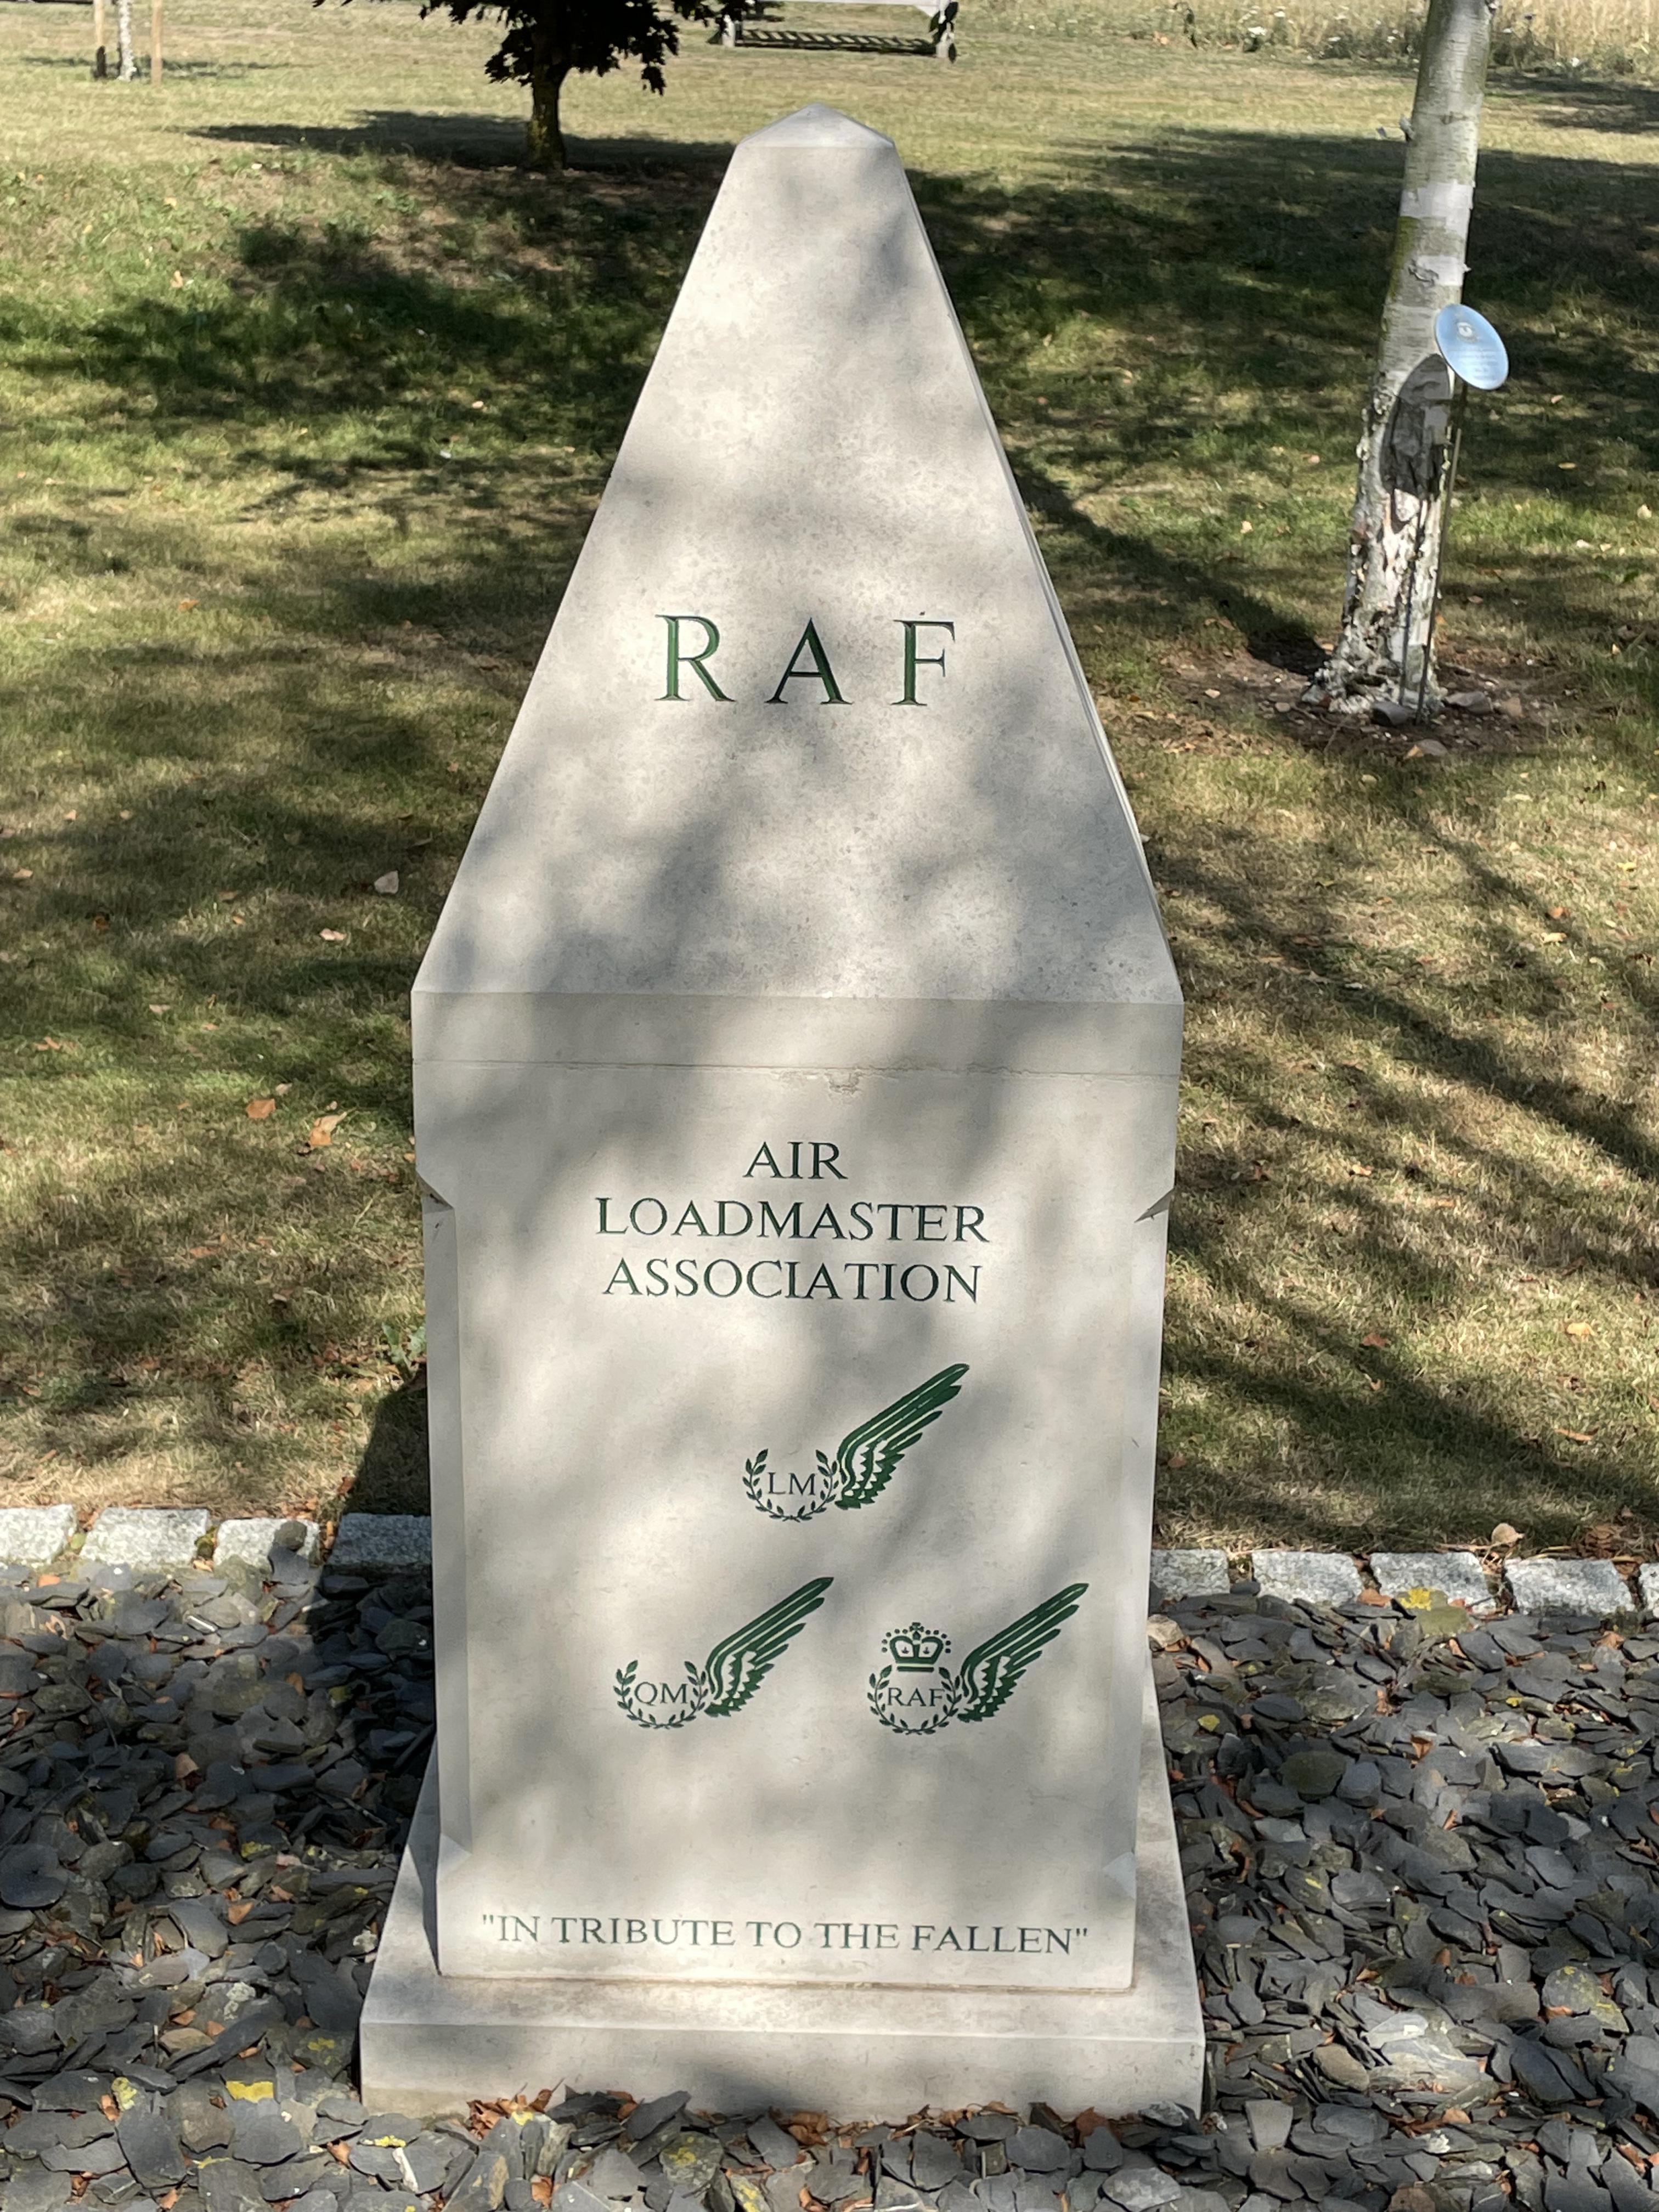 RAF
AIR
LOADMASTER
ASSOCIATION
LM
QM
RAF
"IN TRIBUTE TO THE FALLEN"